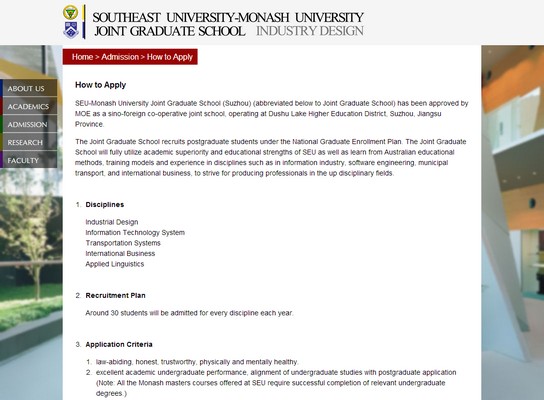 SOUTHEAST UNIVERSITY-MONASH UNIVERSITY
JOINT GRADUATE SCHOOL INDUSTRY DESIGN
Home > Admission > How to Apply
ABOUT US
ACADEMICS
ADMISSION
RESEARCH
FACULTY
How to Apply
SEU-Monash University Joint Graduate School (Suzhou) (abbreviated below to Joint Graduate School) has been approved by
MOE as a sino-foreign co-operative joint school, operating at Dushu Lake Higher Education District, Suzhou, Jiangsu
Province.
The Joint Graduate School recruits postgraduate students under the National Graduate Enrollment Plan. The Joint Graduate
School will fully utilize academic superiority and educational strengths of SEU as well as learn from Australian educational
methods, training models and experience in disciplines such as in information industry, software engineering, municipal
transport, and international business, to strive for producing professionals in the up disciplinary fields.
1. Disciplines
Industrial Design
Information Technology System
Transportation Systems
International Business
Applied Linguistics
2. Recruitment Plan
Around 30 students will be admitted for every discipline each year.
3. Application Criteria
1. law-abiding, honest, trustworthy, physically and mentally healthy.
2. excellent academic undergraduate performance, alignment of undergraduate studies with postgraduate application
(Note: All the Monash masters courses offered at SEU require successful completion of relevant undergraduate
degrees.)